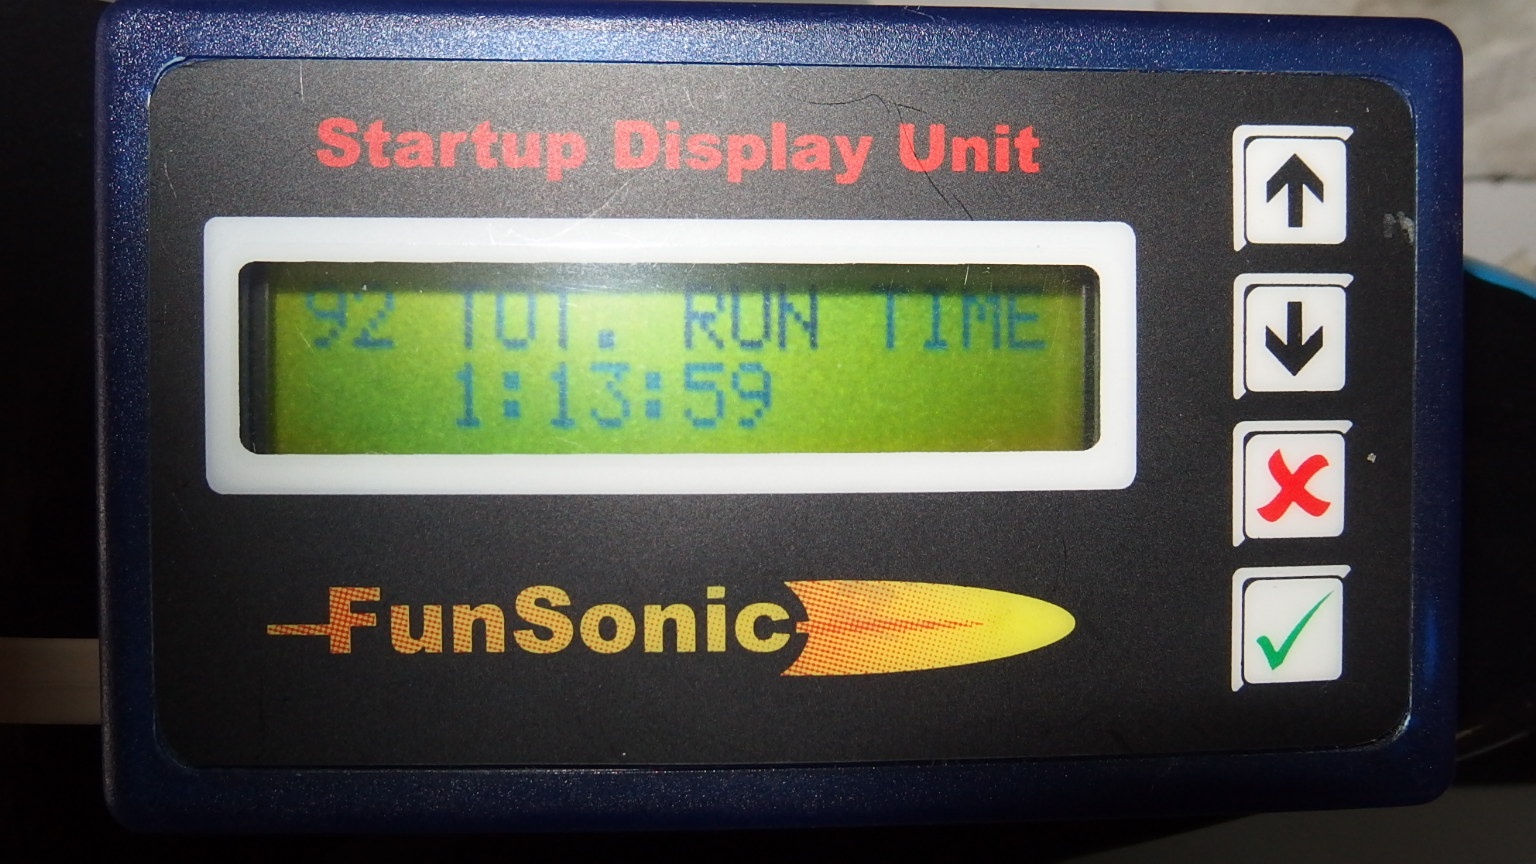 Startup Display Unit
92 TOT. RUN TIME
1:13:59
FunSonic